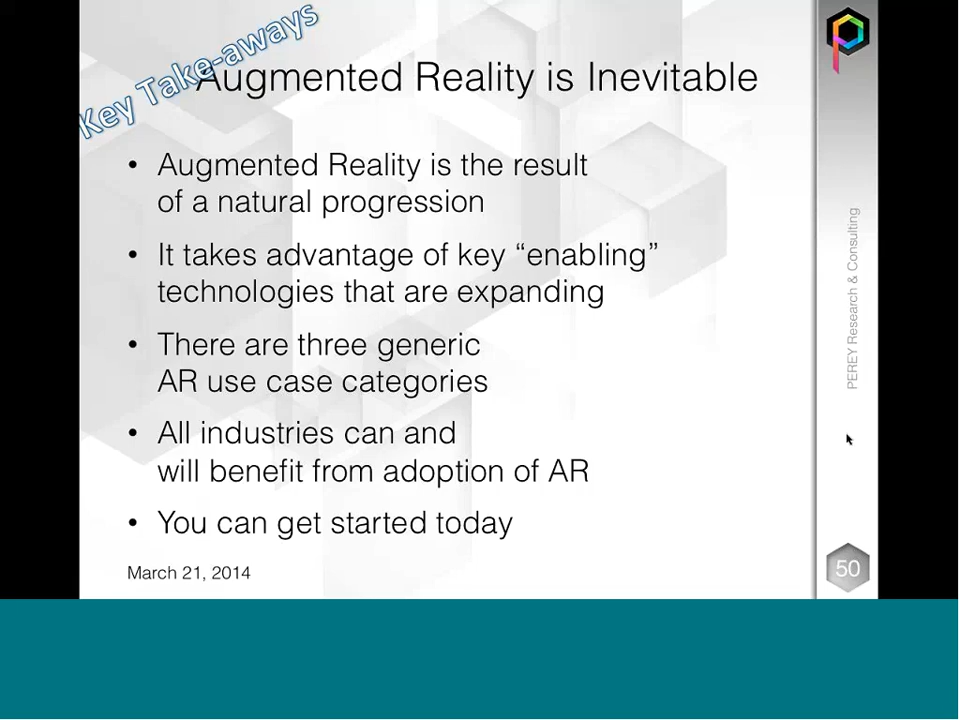 Key Take-aways
Augmented Reality is Inevitable
• Augmented Reality is the result
of a natural progression
• It takes advantage of key “enabling”
technologies that are expanding
• There are three generic
AR use case categories
• All industries can and
will benefit from adoption of AR
• You can get started today
March 21, 2014
PEREY Research & Consulting
50